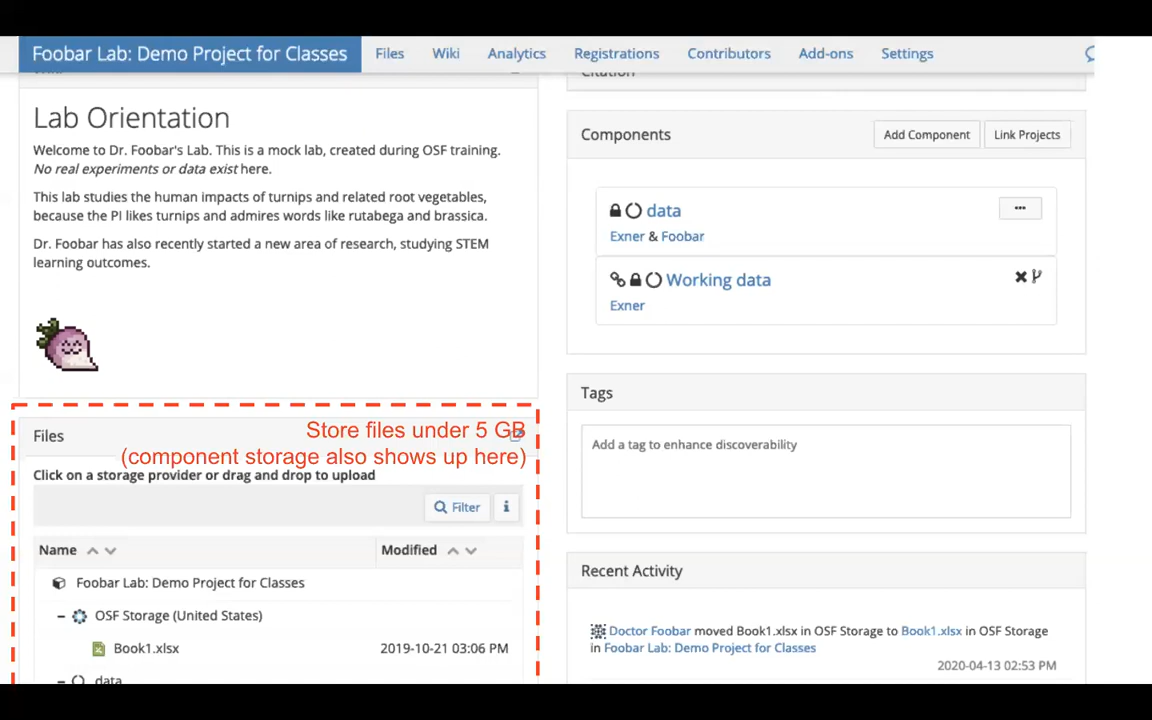 Foobar Lab: Demo Project for Classes
Files
Wiki
Analytics
Registrations
Contributors
Add-ons
Settings
Lab Orientation
Welcome to Dr. Foobar's Lab. This is a mock lab, created during OSF training.
No real experiments or data exist here.
This lab studies the human impacts of turnips and related root vegetables,
because the PI likes turnips and admires words like rutabega and brassica.
Dr. Foobar has also recently started a new area of research, studying STEM
learning outcomes.
Files
Store files under 5 GB
(component storage also shows up here)
Click on a storage provider or drag and drop to upload
Filter
i
Name
Modified
Foobar Lab: Demo Project for Classes
OSF Storage (United States)
Book1.xlsx
2019-10-21 03:06 PM
data
Citation
Components
Add Component
Link Projects
data
Exner & Foobar
Working data
Exner
Tags
Add a tag to enhance discoverability
Recent Activity
Doctor Foobar moved Book1.xlsx in OSF Storage to Book1.xlsx in OSF Storage
in Foobar Lab: Demo Project for Classes
2020-04-13 02:53 PM